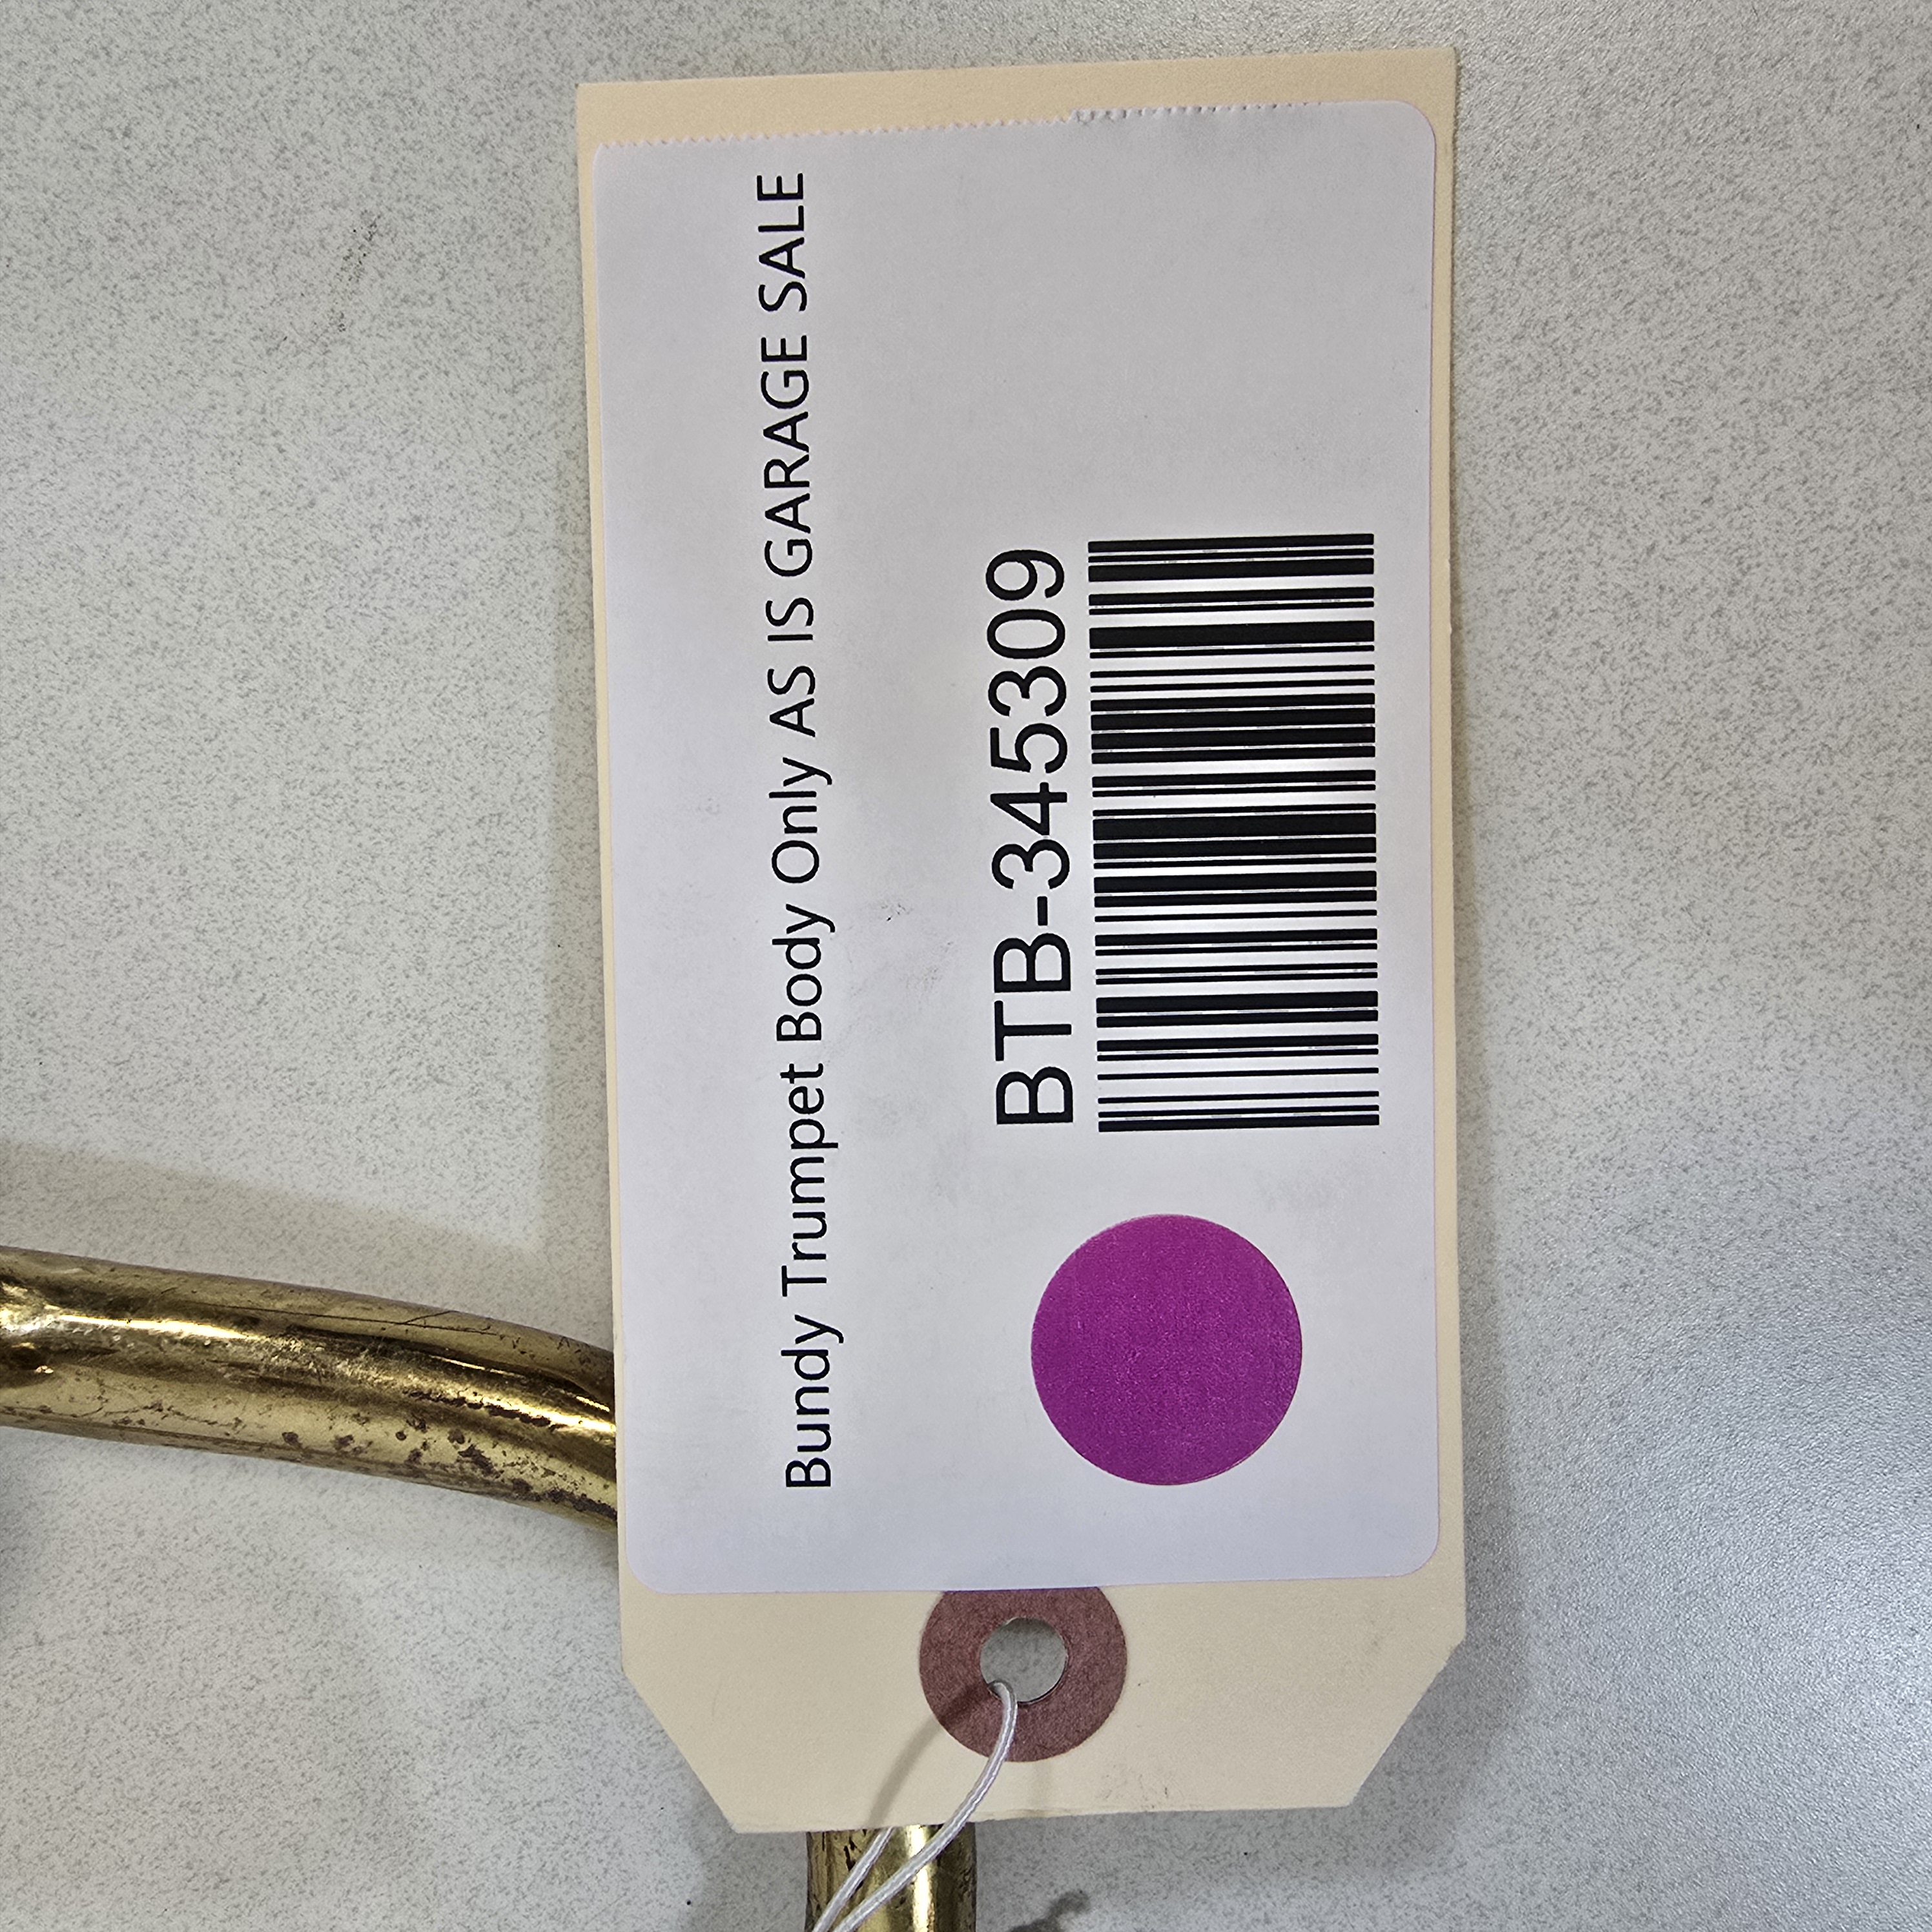 Bundy Trumpet Body Only AS IS GARAGE SALE
BTB-345309